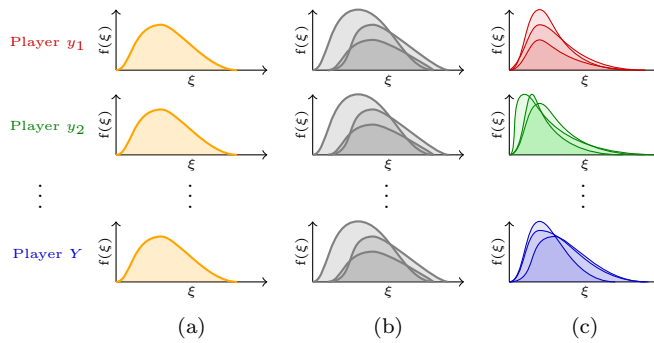 Player y₁ f(ξ) ξ f(ξ) ξ f(ξ) ξ
Player y₂ f(ξ) ξ f(ξ) ξ f(ξ) ξ
⋮ ⋮ ⋮ ⋮
Player Y f(ξ) ξ f(ξ) ξ f(ξ) ξ
(a) (b) (c)